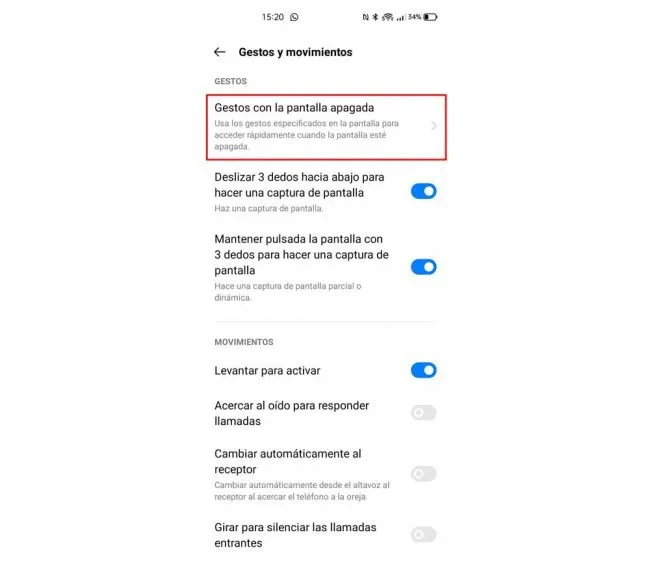 15:20 34%
Gestos y movimientos
GESTOS
Gestos con la pantalla apagada
Usa los gestos especificados en la pantalla para
acceder rápidamente cuando la pantalla esté
apagada.
Deslizar 3 dedos hacia abajo para
hacer una captura de pantalla
Haz una captura de pantalla.
Mantener pulsada la pantalla con
3 dedos para hacer una captura de
pantalla
Hace una captura de pantalla parcial o
dinámica.
MOVIMIENTOS
Levantar para activar
Acercar al oído para responder
llamadas
Cambiar automáticamente al
receptor
Cambiar automáticamente desde el altavoz al
receptor al acercar el teléfono a la oreja
Girar para silenciar las llamadas
entrantes